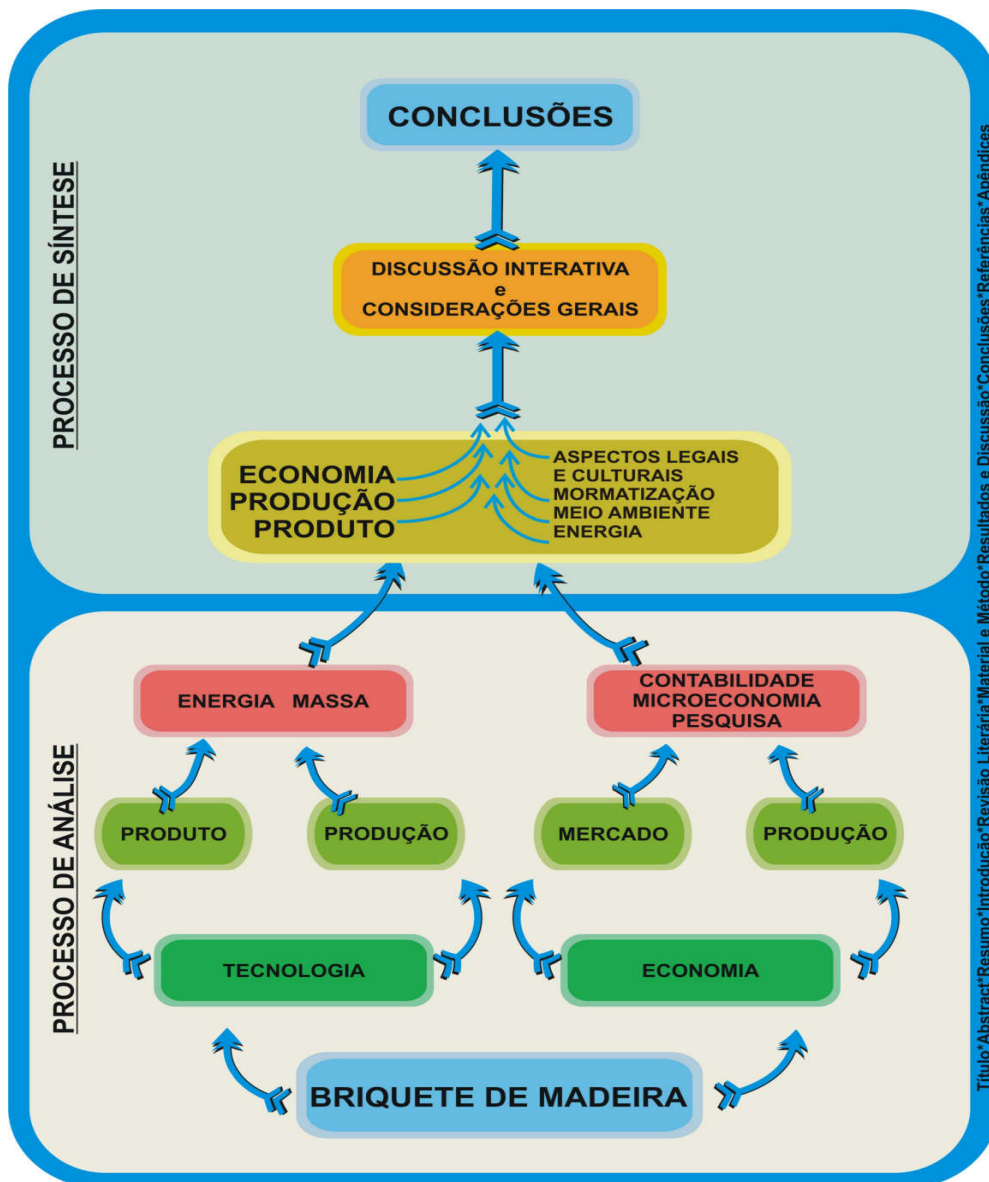 CONCLUSÕES
DISCUSSÃO INTERATIVA
e
CONSIDERAÇÕES GERAIS
PROCESSO DE SÍNTESE
ECONOMIA
PRODUÇÃO
PRODUTO
ASPECTOS LEGAIS
E CULTURAIS
MORMATIZAÇÃO
MEIO AMBIENTE
ENERGIA
ENERGIA MASSA
CONTABILIDADE
MICROECONOMIA
PESQUISA
PRODUTO
PRODUÇÃO
MERCADO
PRODUÇÃO
PROCESSO DE ANÁLISE
TECNOLOGIA
ECONOMIA
BRIQUETE DE MADEIRA
Título*Abstract*Resumo*Introdução*Revisão Literária*Material e Método*Resultados e Discussão*Conclusões*Referências*Apêndices